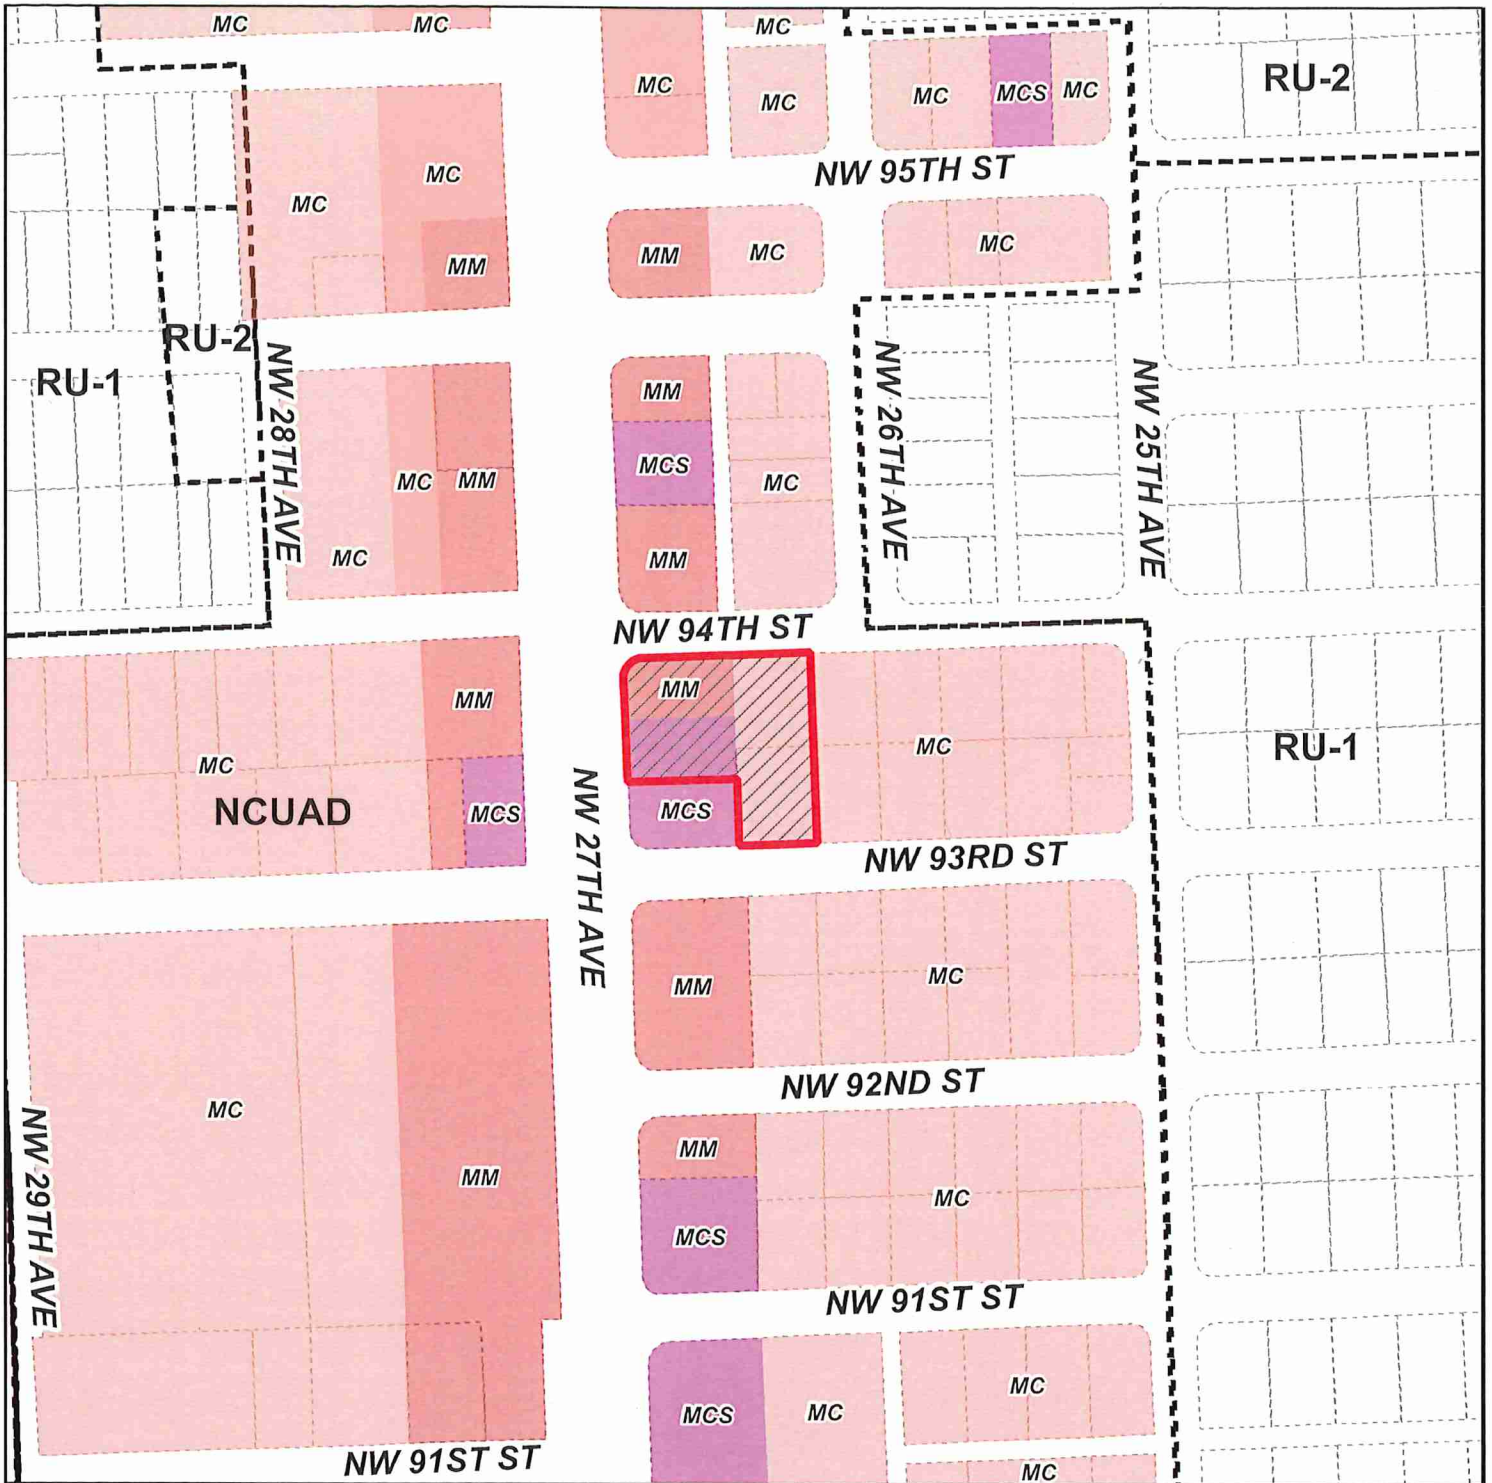 MC
MC
MC
MC
MC
MC
MCS
MC
RU-2
NW 95TH ST
MC
MC
MM
MM
MC
MC
RU-2
RU-1
NW 28TH AVE
MM
MCS
MM
MC
NW 26TH AVE
NW 25TH AVE
MC
MM
MC
NW 94TH ST
MM
MM
MC
MC
NCUAD
MCS
MCS
RU-1
NW 27TH AVE
NW 93RD ST
MM
MC
NW 92ND ST
MC
NW 29TH AVE
MM
MM
MC
MCS
NW 91ST ST
MCS
MC
MC
NW 91ST ST
MC